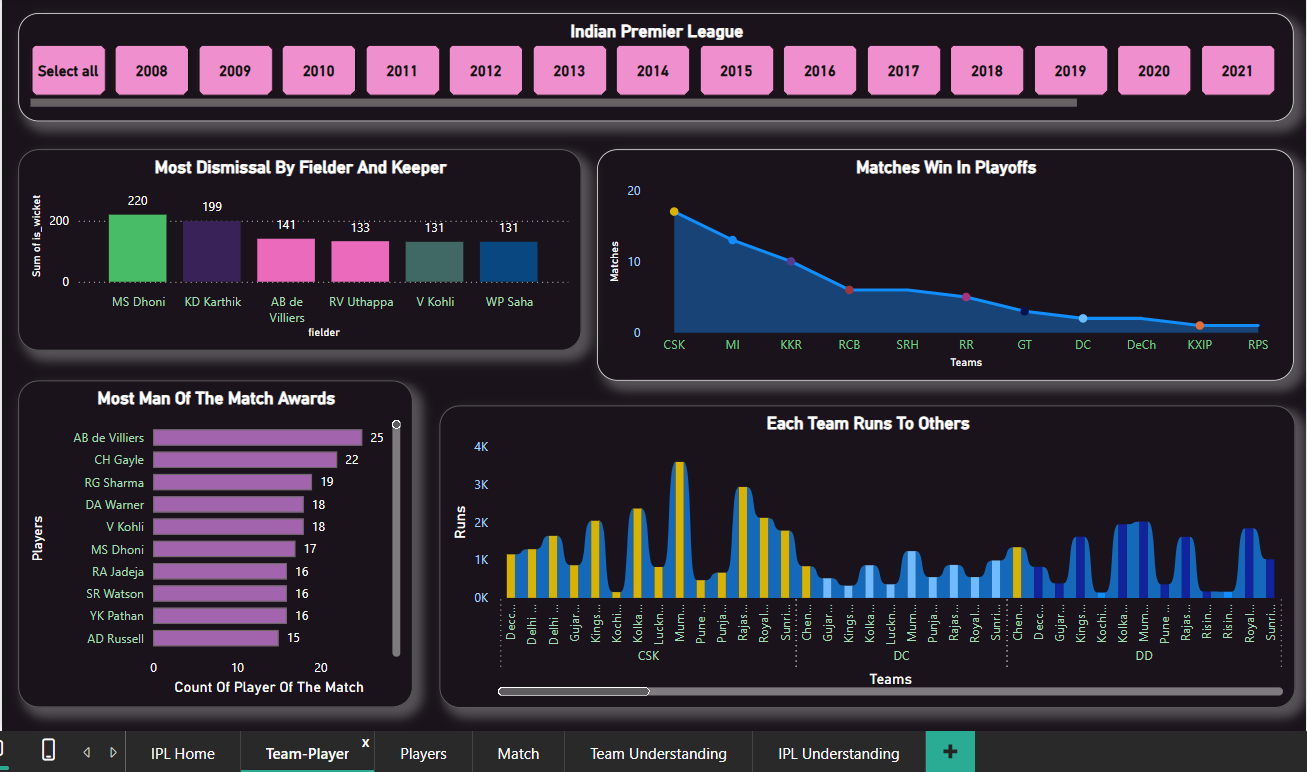 Indian Premier League
Select all 2008 2009 2010 2011 2012 2013 2014 2015 2016 2017 2018 2019 2020 2021
Most Dismissal By Fielder And Keeper
Sum of is_wicket
200
0
220 199 141 133 131 131
MS Dhoni KD Karthik AB de Villiers RV Uthappa V Kohli WP Saha
fielder
Matches Win In Playoffs
Matches
20
10
0
CSK MI KKR RCB SRH RR GT DC DeCh KXIP RPS
Teams
Most Man Of The Match Awards
Players
AB de Villiers 25
CH Gayle 22
RG Sharma 19
DA Warner 18
V Kohli 18
MS Dhoni 17
RA Jadeja 16
SR Watson 16
YK Pathan 16
AD Russell 15
0 10 20
Count Of Player Of The Match
Each Team Runs To Others
Runs
4K
3K
2K
1K
0K
Decc... Delhi ... Delhi ... Gujar... Kings... Kochi... Kolka... Luckn... Mum... Pune ... Punja... Rajas... Royal... Sunri... Chen... Gujar... Kings... Kolka... Luckn... Mum... Punja... Rajas... Royal... Sunri... Chen... Decc... Gujar... Kings... Kochi... Kolka... Mum... Pune ... Rajas... Risin... Risin... Royal... Sunri...
CSK DC DD
Teams
IPL Home Team-Player x Players Match Team Understanding IPL Understanding +